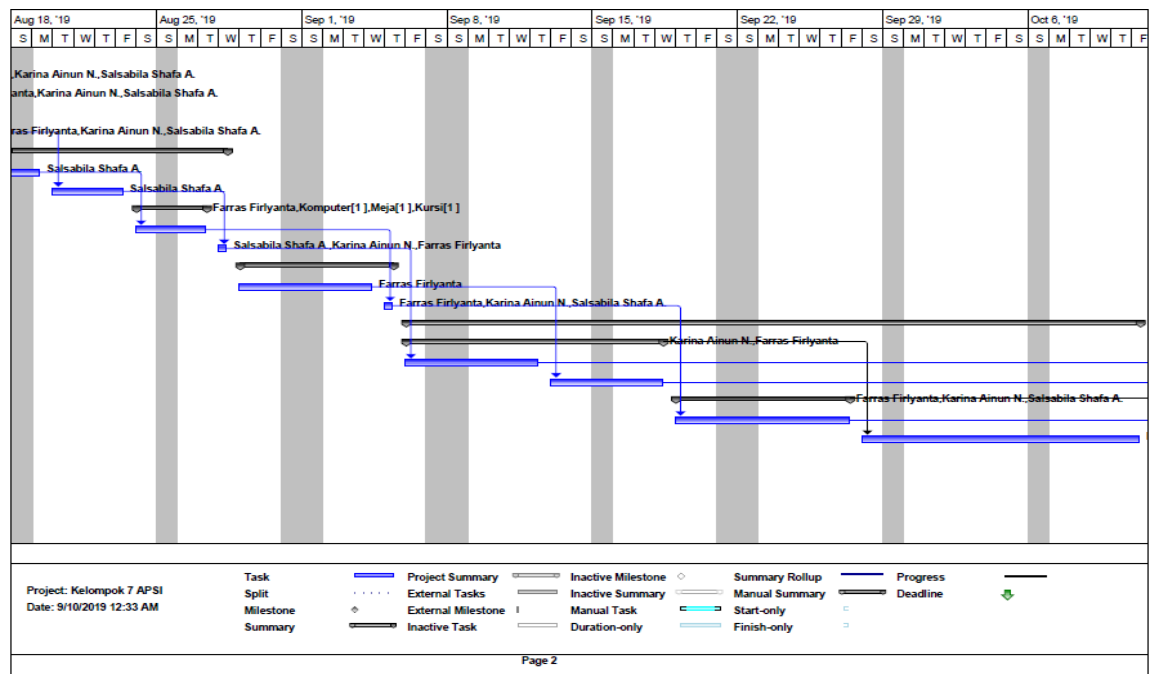 Aug 18, '19 Aug 25, '19 Sep 1, '19 Sep 8, '19 Sep 15, '19 Sep 22, '19 Sep 29, '19 Oct 6, '19
S M T W T F S S M T W T F S S M T W T F S S M T W T F S S M T W T F S S M T W T F S S M T W T F S S M T W T F
,Karina Ainun N.,Salsabila Shafa A.
anta,Karina Ainun N.,Salsabila Shafa A.
ras Firlyanta,Karina Ainun N.,Salsabila Shafa A.
Salsabila Shafa A.
Salsabila Shafa A.
Farras Firlyanta,Komputer[1 ],Meja[1 ],Kursi[1 ]
Salsabila Shafa A.,Karina Ainun N.,Farras Firlyanta
Farras Firlyanta
Farras Firlyanta,Karina Ainun N.,Salsabila Shafa A.
Karina Ainun N.,Farras Firlyanta
Farras Firlyanta,Karina Ainun N.,Salsabila Shafa A.
Project: Kelompok 7 APSI
Date: 9/10/2019 12:33 AM
Task
Split
Milestone
Summary
Project Summary
External Tasks
External Milestone
Inactive Task
Inactive Milestone
Inactive Summary
Manual Task
Duration-only
Summary Rollup
Manual Summary
Start-only
Finish-only
Progress
Deadline
Page 2